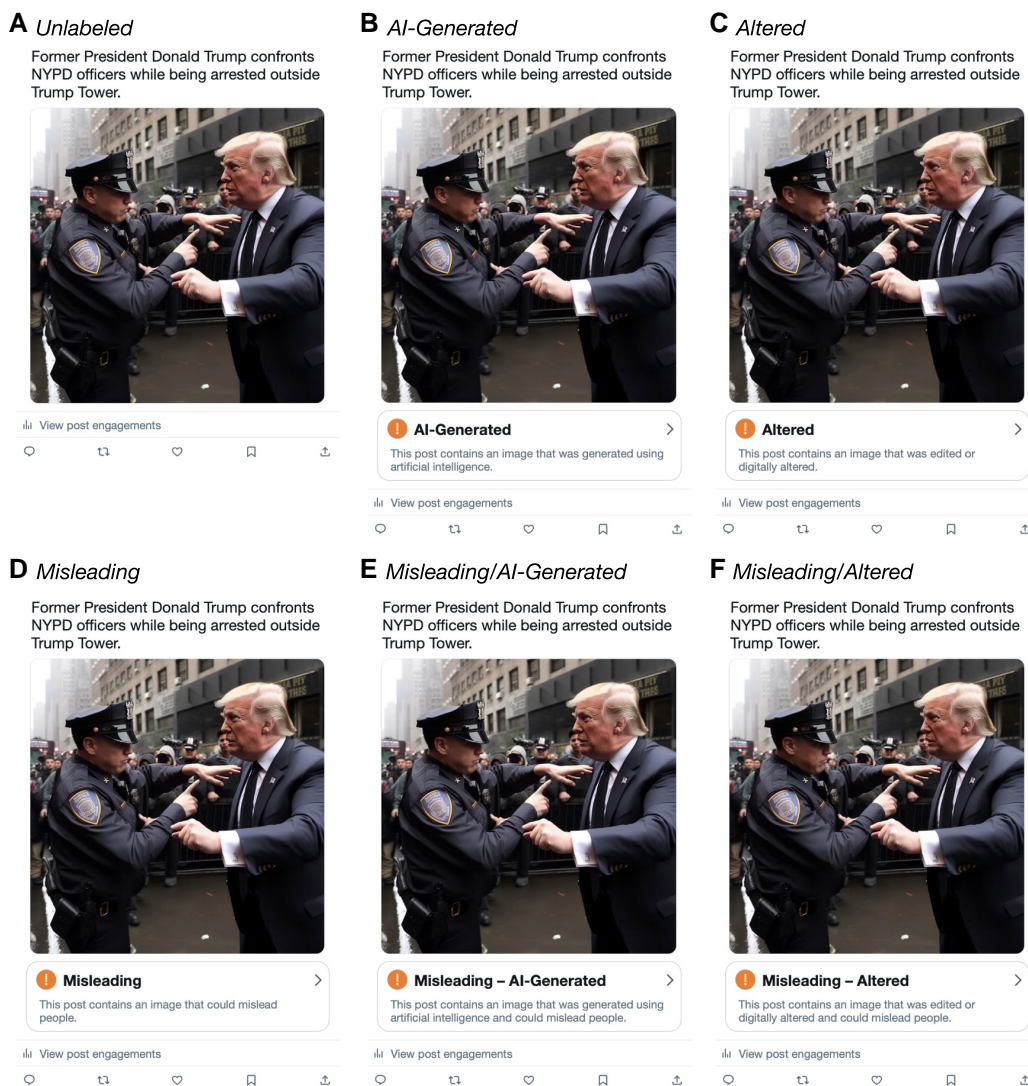 A Unlabeled
Former President Donald Trump confronts
NYPD officers while being arrested outside
Trump Tower.
View post engagements
B AI-Generated
Former President Donald Trump confronts
NYPD officers while being arrested outside
Trump Tower.
AI-Generated
This post contains an image that was generated using
artificial intelligence.
View post engagements
C Altered
Former President Donald Trump confronts
NYPD officers while being arrested outside
Trump Tower.
Altered
This post contains an image that was edited or
digitally altered.
View post engagements
D Misleading
Former President Donald Trump confronts
NYPD officers while being arrested outside
Trump Tower.
Misleading
This post contains an image that could mislead
people.
View post engagements
E Misleading/AI-Generated
Former President Donald Trump confronts
NYPD officers while being arrested outside
Trump Tower.
Misleading – AI-Generated
This post contains an image that was generated using
artificial intelligence and could mislead people.
View post engagements
F Misleading/Altered
Former President Donald Trump confronts
NYPD officers while being arrested outside
Trump Tower.
Misleading – Altered
This post contains an image that was edited or
digitally altered and could mislead people.
View post engagements